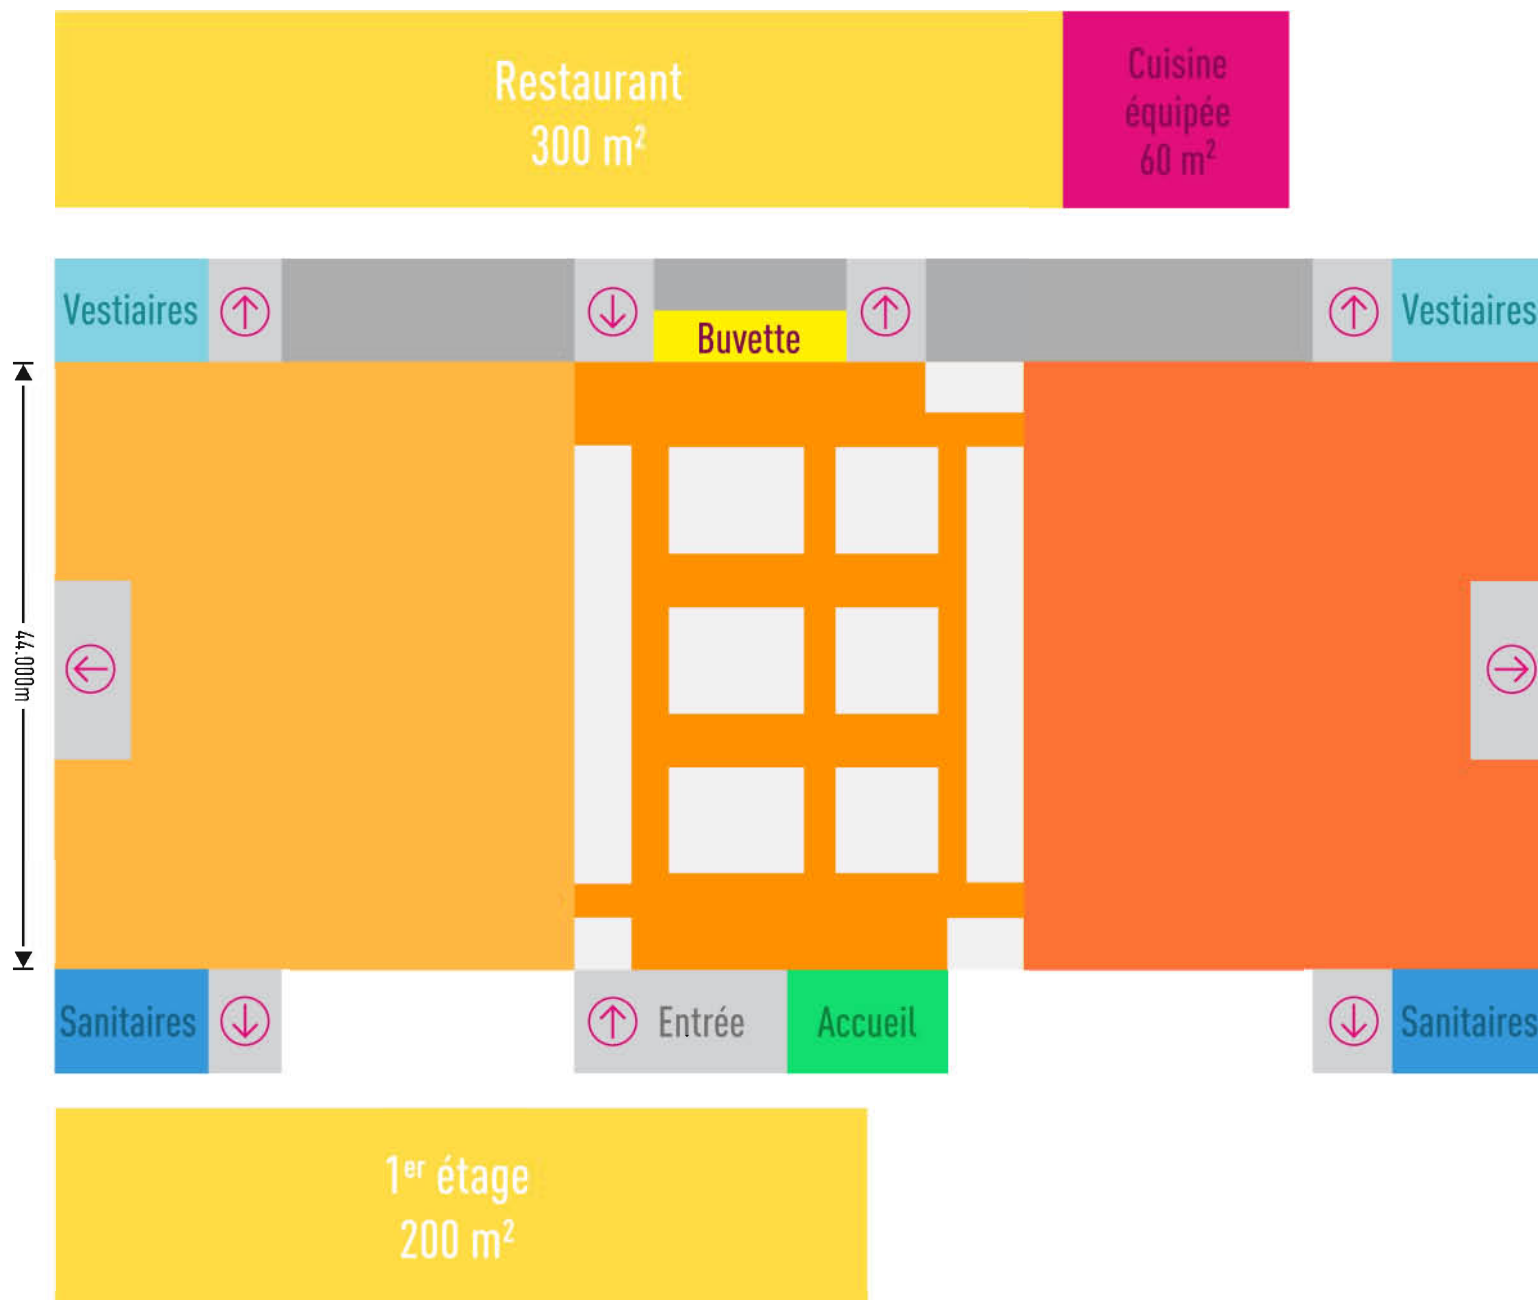 Restaurant
300 m²
Cuisine
équipée
60 m²
Vestiaires
Buvette
Vestiaires
44.000m
Sanitaires
Entrée
Accueil
Sanitaires
1er étage
200 m²